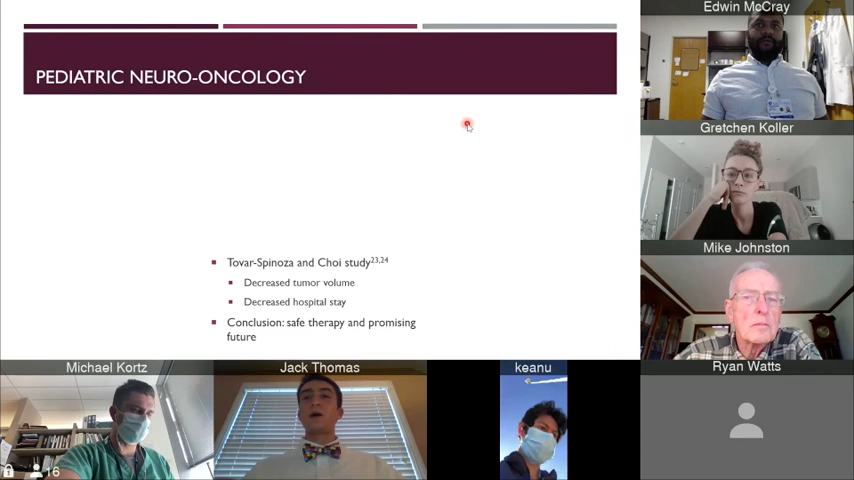 PEDIATRIC NEURO-ONCOLOGY
Tovar-Spinoza and Choi study23,24
Decreased tumor volume
Decreased hospital stay
Conclusion: safe therapy and promising
future
Edwin McCray
Gretchen Koller
Mike Johnston
Ryan Watts
Michael Kortz
Jack Thomas
keanu
16